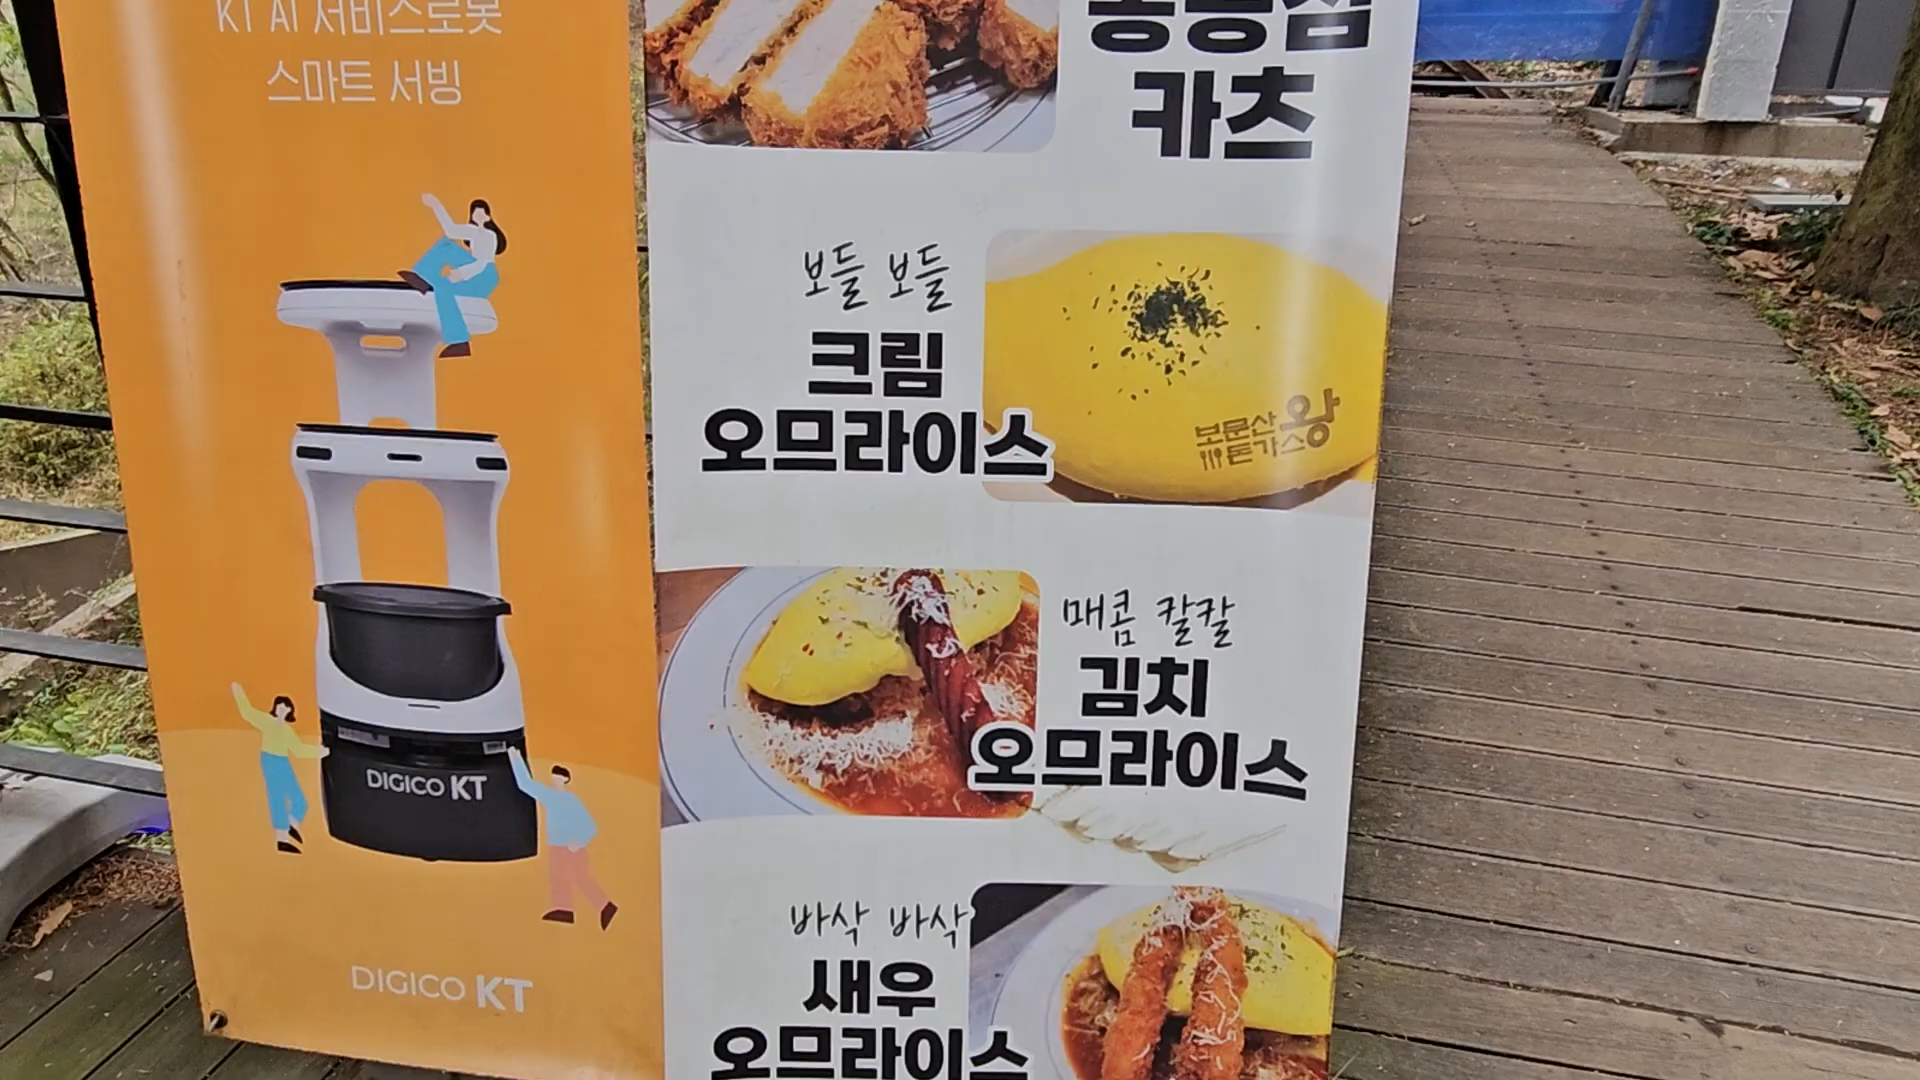 KT AI 서비스로봇
스마트 서빙
DIGICO KT
DIGICO KT
카츠
보들 보들
크림
오므라이스
보문산
돈가스
왕
매콤 칼칼
김치
오므라이스
바삭 바삭
새우
오므라이스